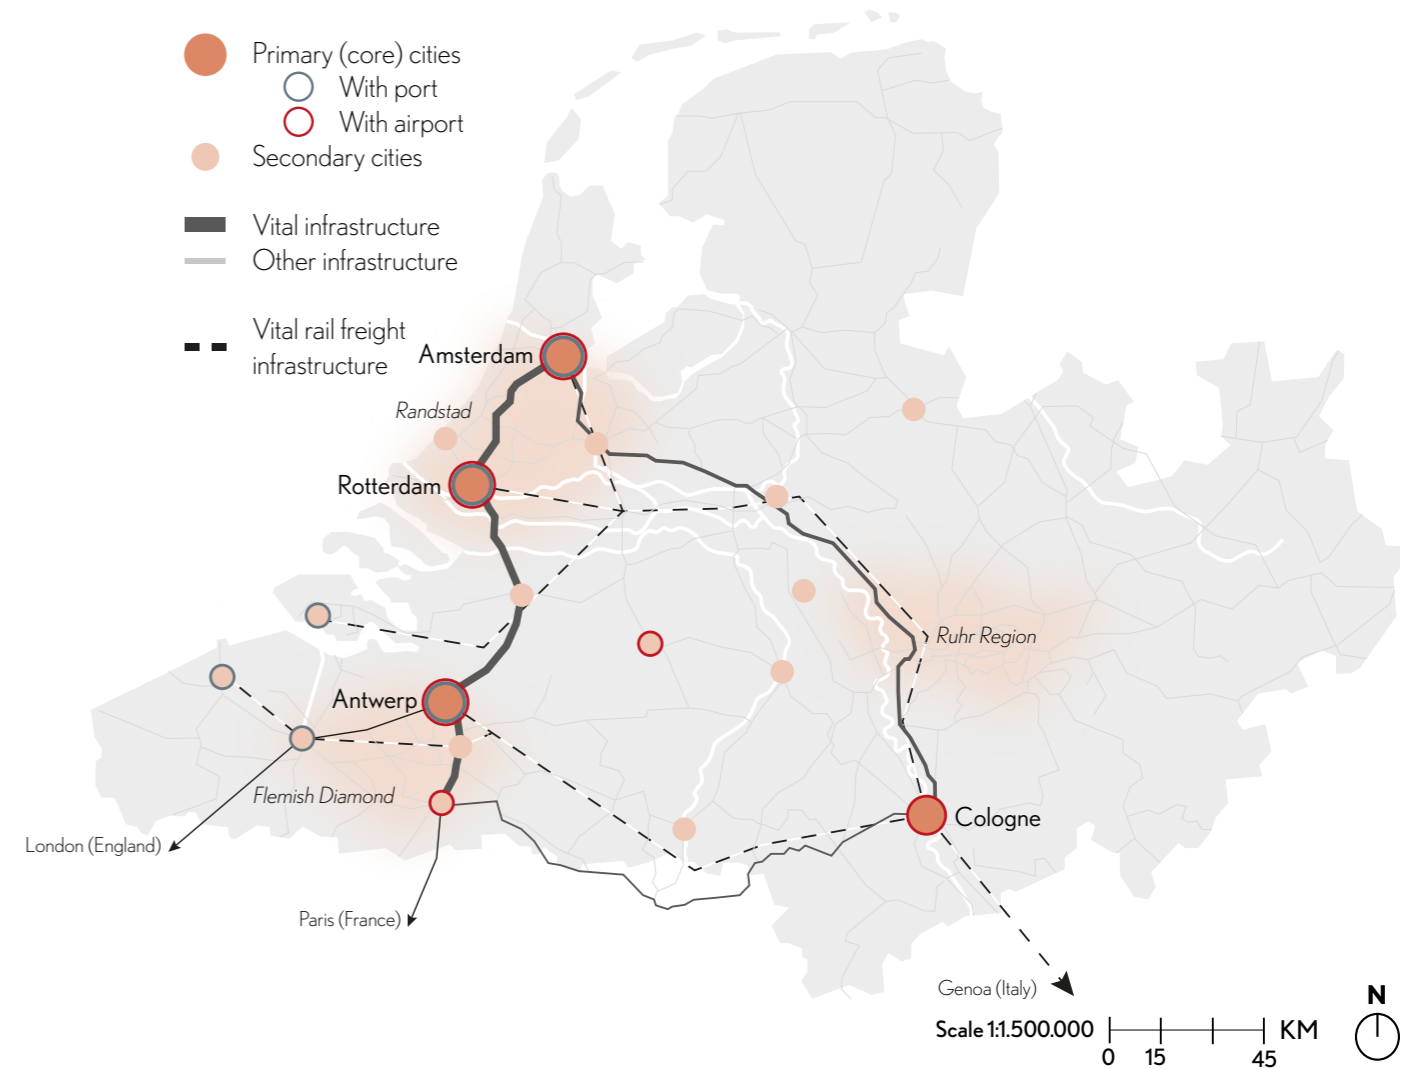 Primary (core) cities
With port
With airport
Secondary cities
Vital infrastructure
Other infrastructure
Vital rail freight
infrastructure
Amsterdam
Randstad
Rotterdam
Ruhr Region
Antwerp
Flemish Diamond
Cologne
London (England)
Paris (France)
Genoa (Italy)
N
Scale 1:1.500.000
KM
0 15 45